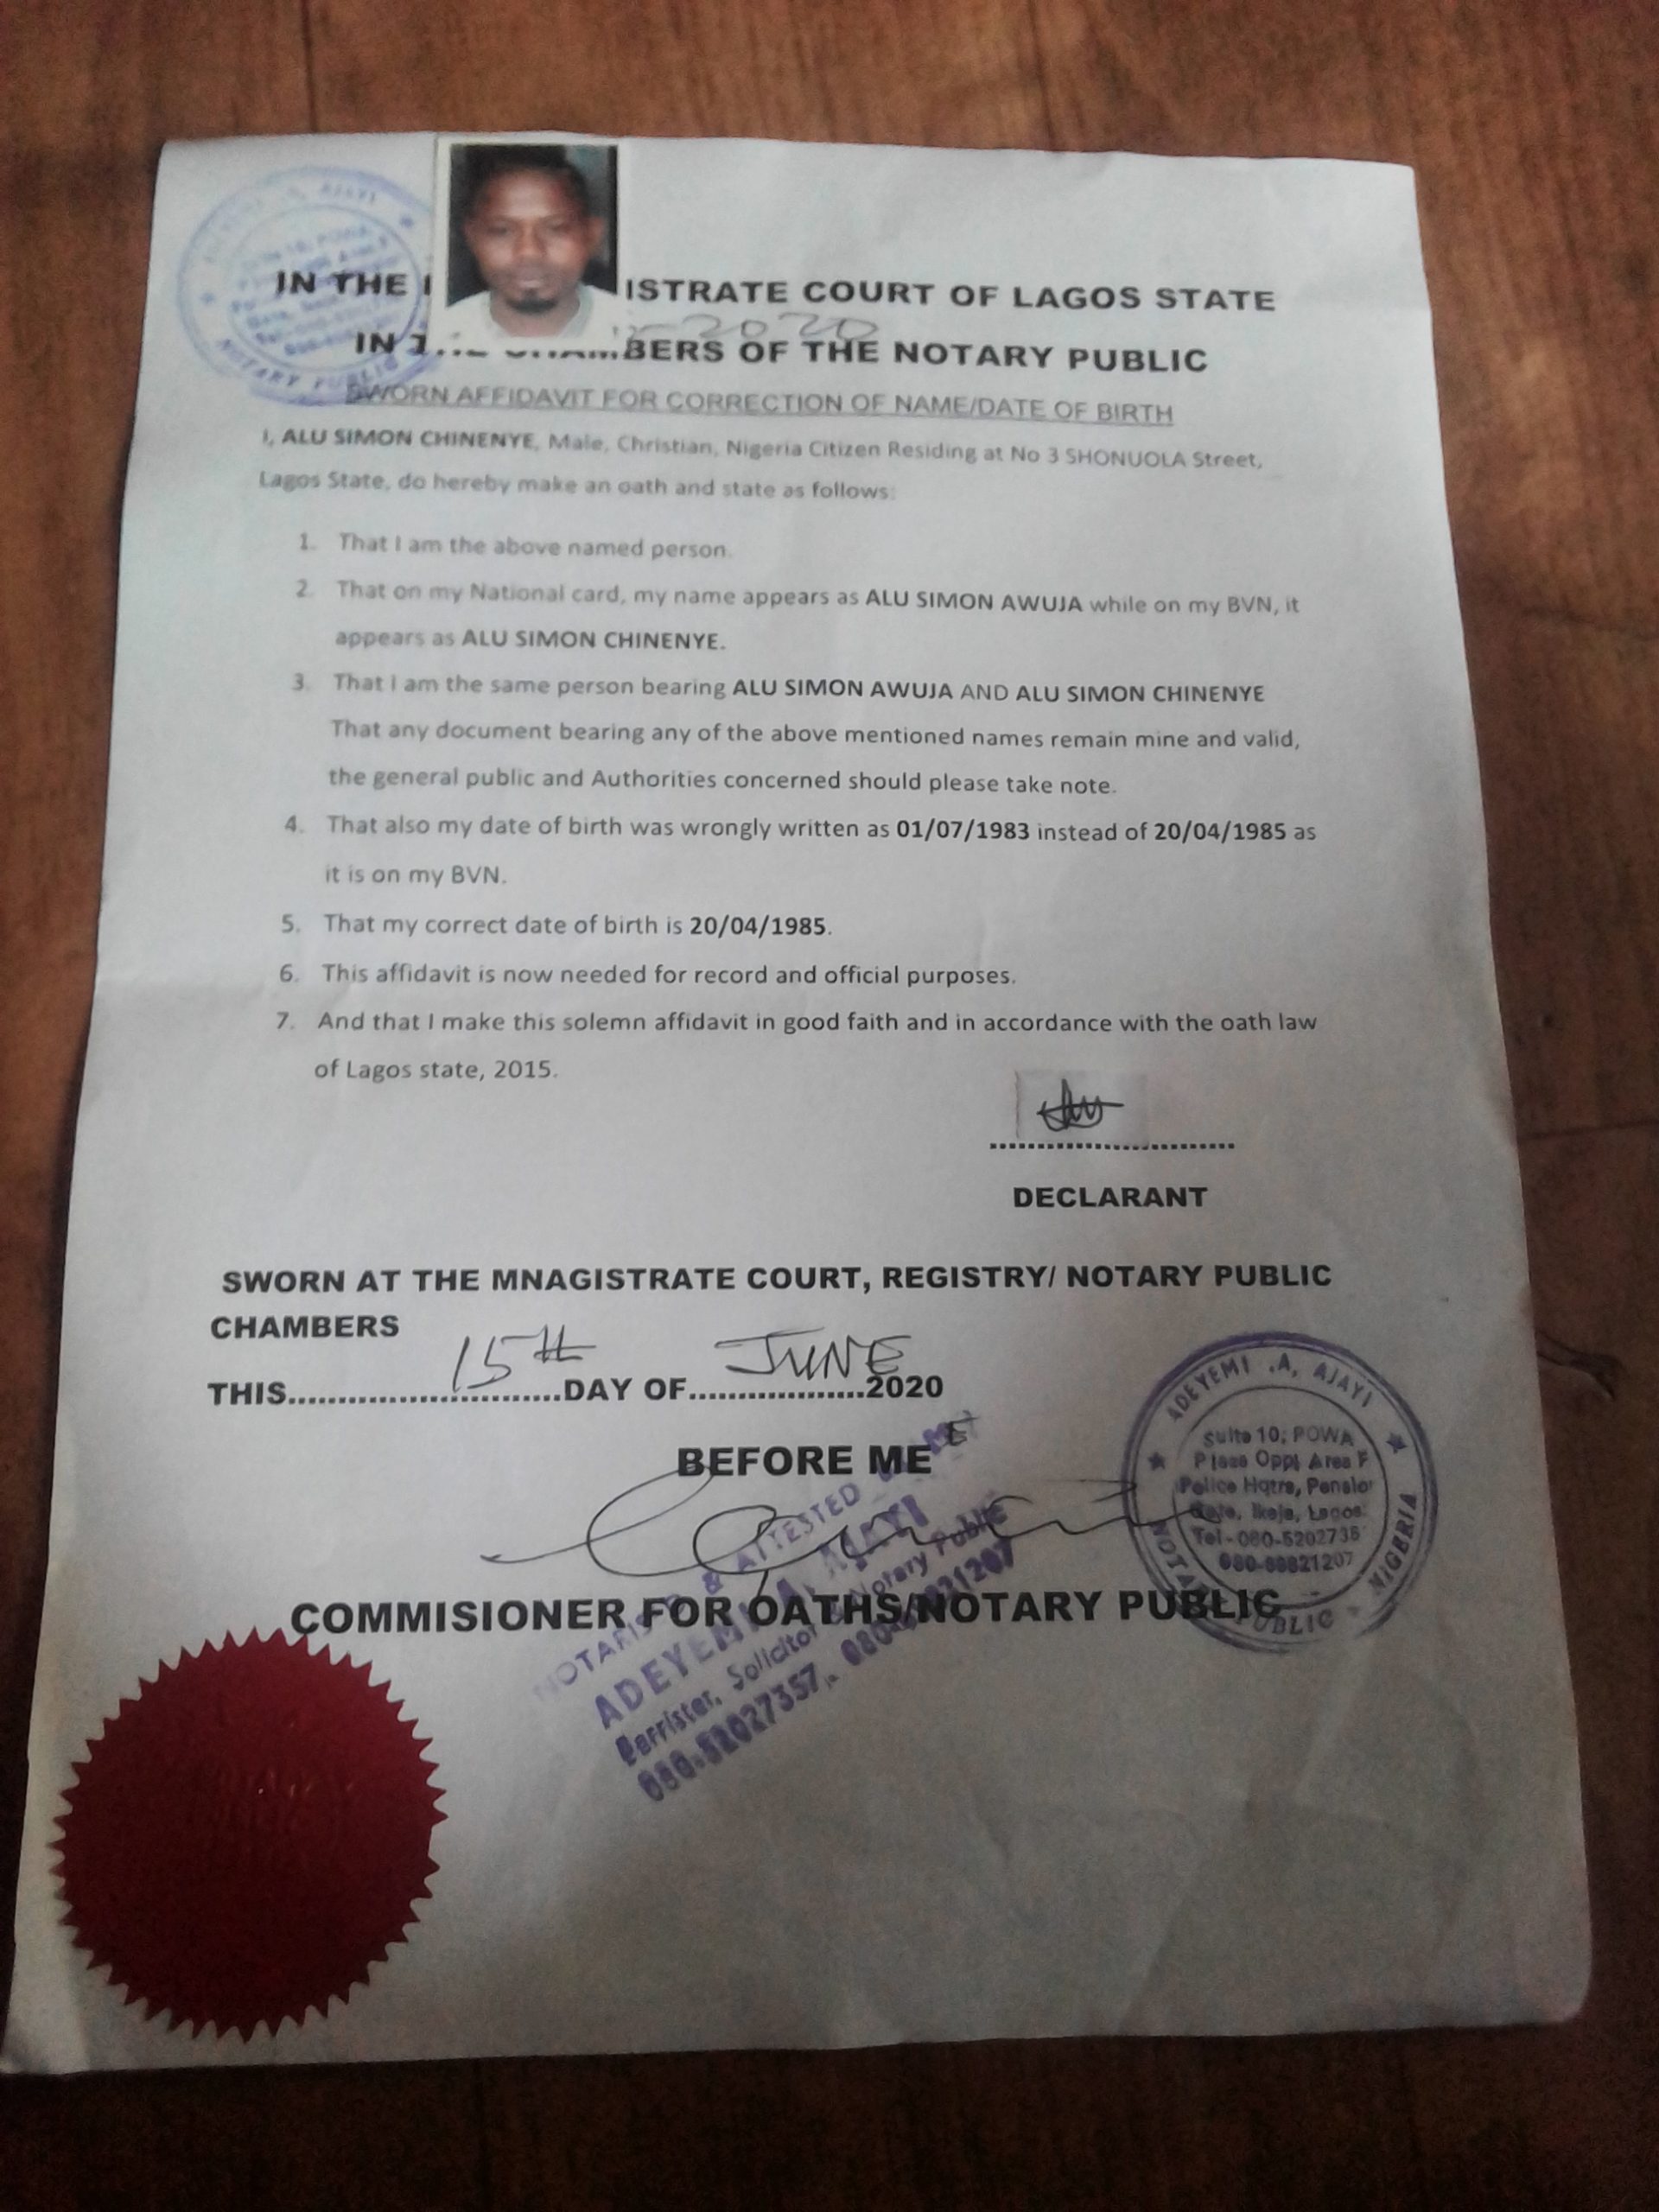 IN THE ISTRATE COURT OF LAGOS STATE
2020
IN BERS OF THE NOTARY PUBLIC
SWORN AFFIDAVIT FOR CORRECTION OF NAME/DATE OF BIRTH
I, ALU SIMON CHINENYE, Male, Christian, Nigeria Citizen Residing at No 3 SHONUOLA Street,
Lagos State, do hereby make an oath and state as follows:
1. That I am the above named person.
2. That on my National card, my name appears as ALU SIMON AWUJA while on my BVN, it
appears as ALU SIMON CHINENYE.
3. That I am the same person bearing ALU SIMON AWUJA AND ALU SIMON CHINENYE
That any document bearing any of the above mentioned names remain mine and valid,
the general public and Authorities concerned should please take note.
4. That also my date of birth was wrongly written as 01/07/1983 instead of 20/04/1985 as
it is on my BVN.
5. That my correct date of birth is 20/04/1985.
6. This affidavit is now needed for record and official purposes.
7. And that I make this solemn affidavit in good faith and in accordance with the oath law
of Lagos state, 2015.
DECLARANT
SWORN AT THE MNAGISTRATE COURT, REGISTRY/ NOTARY PUBLIC
CHAMBERS
THIS 15TH DAY OF JUNE 2020
BEFORE ME
COMMISIONER FOR OATHS/NOTARY PUBLIC
ADEYEMI .A, AJAYI
Suite 10, POWA
Plaza Opp. Area F
Police Hqtrs,
Ikeja, Lagos
NOTARY PUBLIC - NIGERIA
& ATTESTED
ADEYEMI A. AJAYI
Barrister, Solicitor & Notary Public
080-52027357,